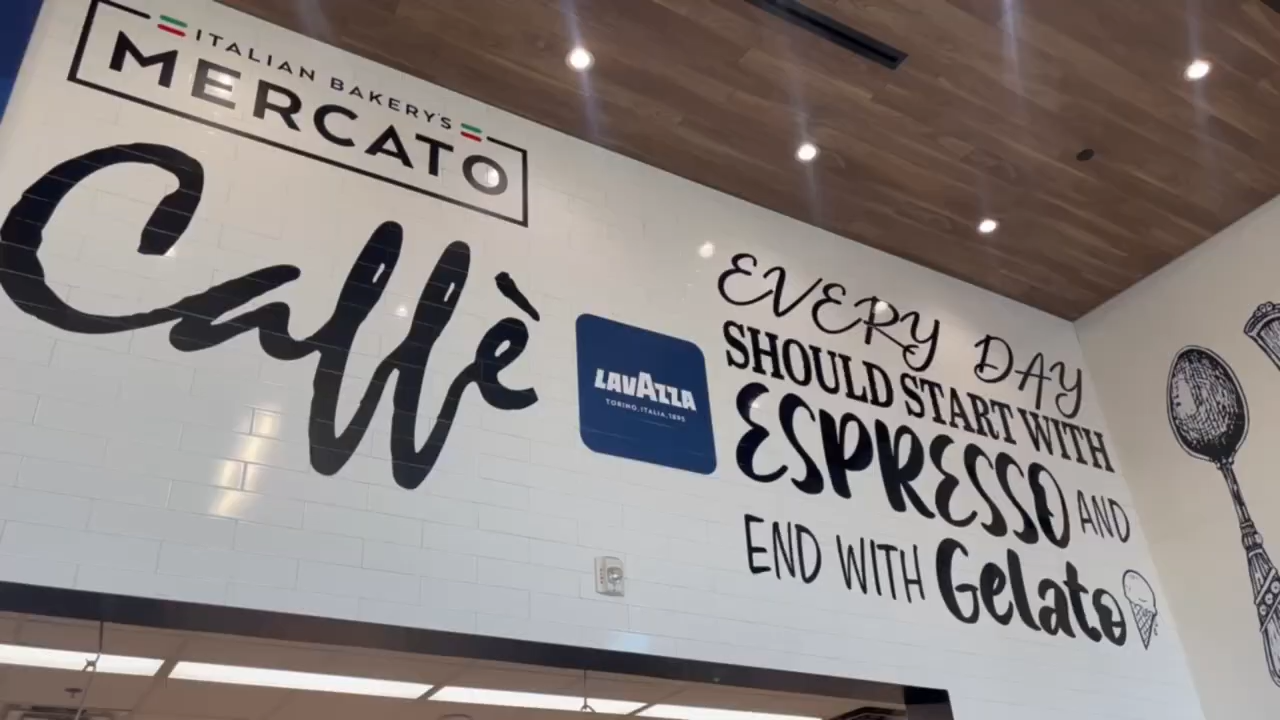 ITALIAN BAKERY'S
MERCATO
Caffè
LAVAZZA
TORINO, ITALIA, 1895
EVERY DAY
SHOULD START WITH
ESPRESSO AND
END WITH Gelato